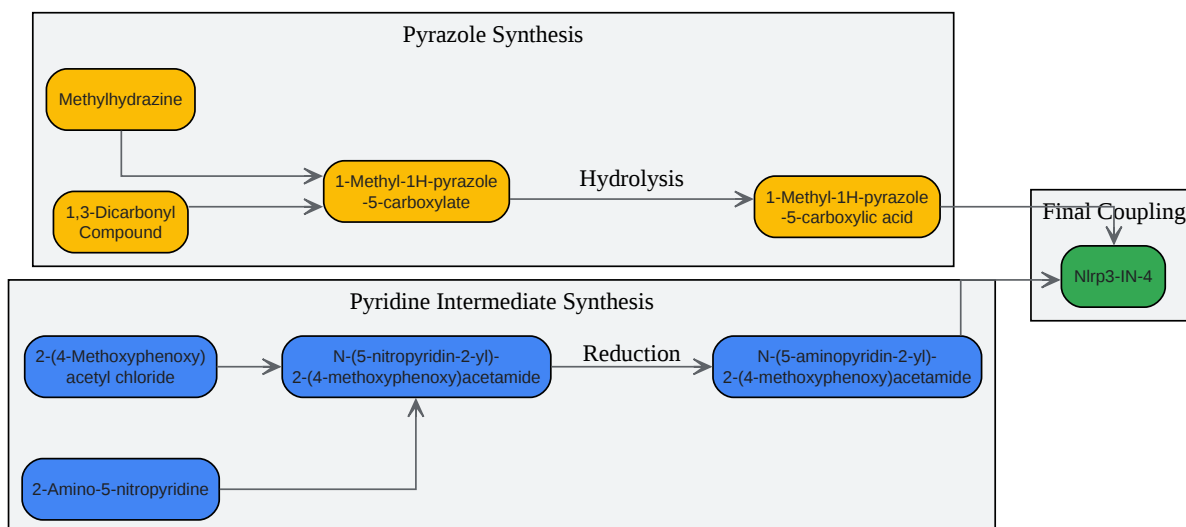 Pyrazole Synthesis
Methylhydrazine
1,3-Dicarbonyl
Compound
1-Methyl-1H-pyrazole
-5-carboxylate
Hydrolysis
1-Methyl-1H-pyrazole
-5-carboxylic acid
Final Coupling
Nlrp3-IN-4
Pyridine Intermediate Synthesis
2-(4-Methoxyphenoxy)
acetyl chloride
N-(5-nitropyridin-2-yl)-
2-(4-methoxyphenoxy)acetamide
Reduction
N-(5-aminopyridin-2-yl)-
2-(4-methoxyphenoxy)acetamide
2-Amino-5-nitropyridine